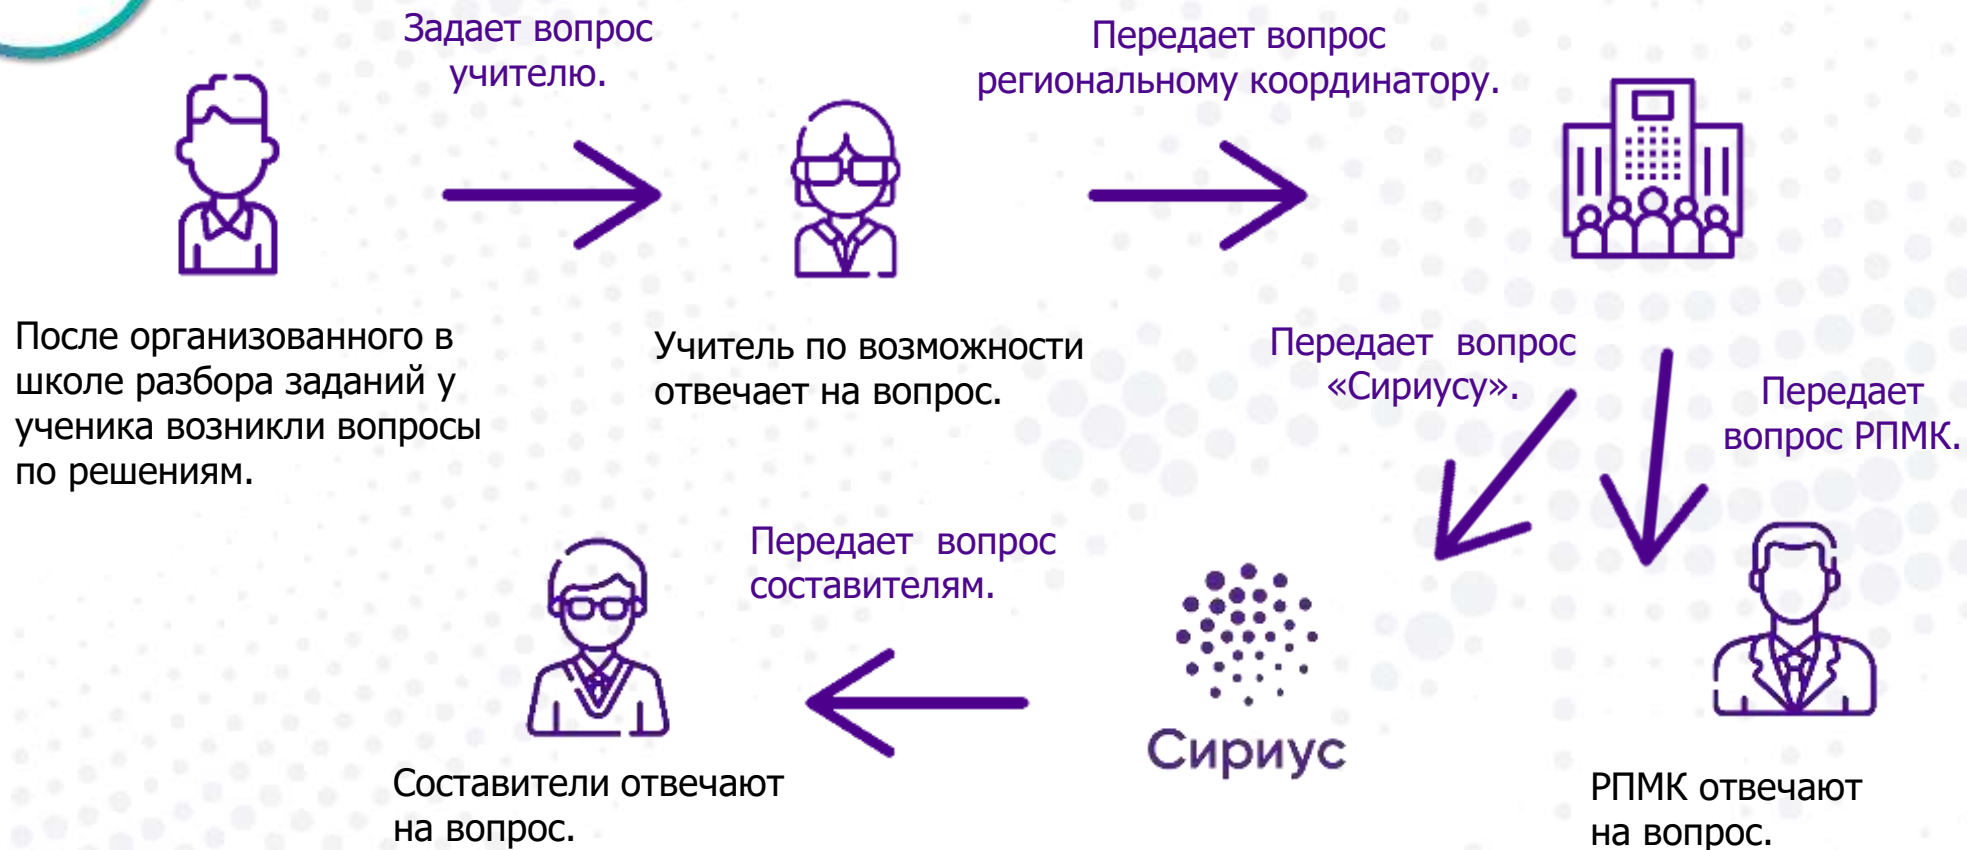 Задает вопрос
учителю.
Передает вопрос
региональному координатору.
После организованного в
школе разбора заданий у
ученика возникли вопросы
по решениям.
Учитель по возможности
отвечает на вопрос.
Передает вопрос
«Сириусу».
Передает
вопрос РПМК.
Передает вопрос
составителям.
Сириус
Составители отвечают
на вопрос.
РПМК отвечают
на вопрос.